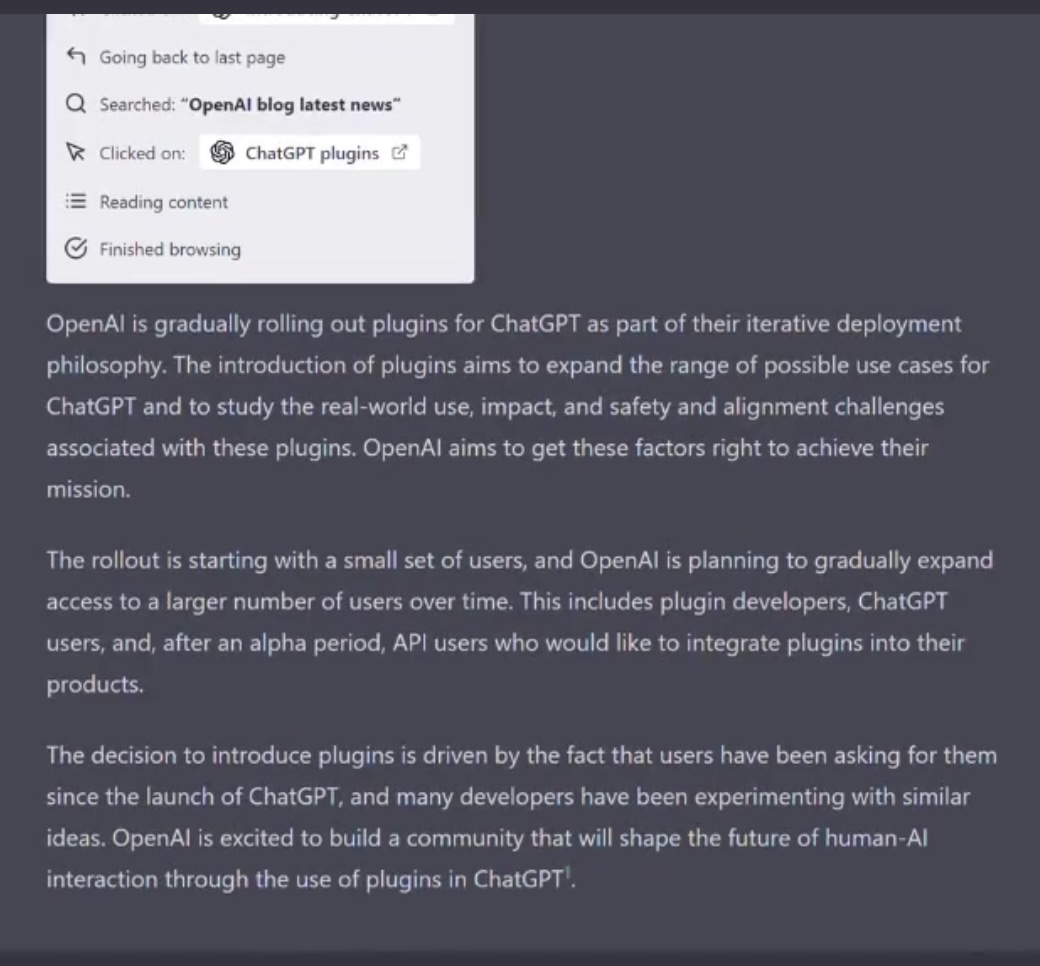 Going back to last page
Searched: “OpenAI blog latest news”
Clicked on: ChatGPT plugins
Reading content
Finished browsing
OpenAI is gradually rolling out plugins for ChatGPT as part of their iterative deployment
philosophy. The introduction of plugins aims to expand the range of possible use cases for
ChatGPT and to study the real-world use, impact, and safety and alignment challenges
associated with these plugins. OpenAI aims to get these factors right to achieve their
mission.
The rollout is starting with a small set of users, and OpenAI is planning to gradually expand
access to a larger number of users over time. This includes plugin developers, ChatGPT
users, and, after an alpha period, API users who would like to integrate plugins into their
products.
The decision to introduce plugins is driven by the fact that users have been asking for them
since the launch of ChatGPT, and many developers have been experimenting with similar
ideas. OpenAI is excited to build a community that will shape the future of human-AI
interaction through the use of plugins in ChatGPT¹.